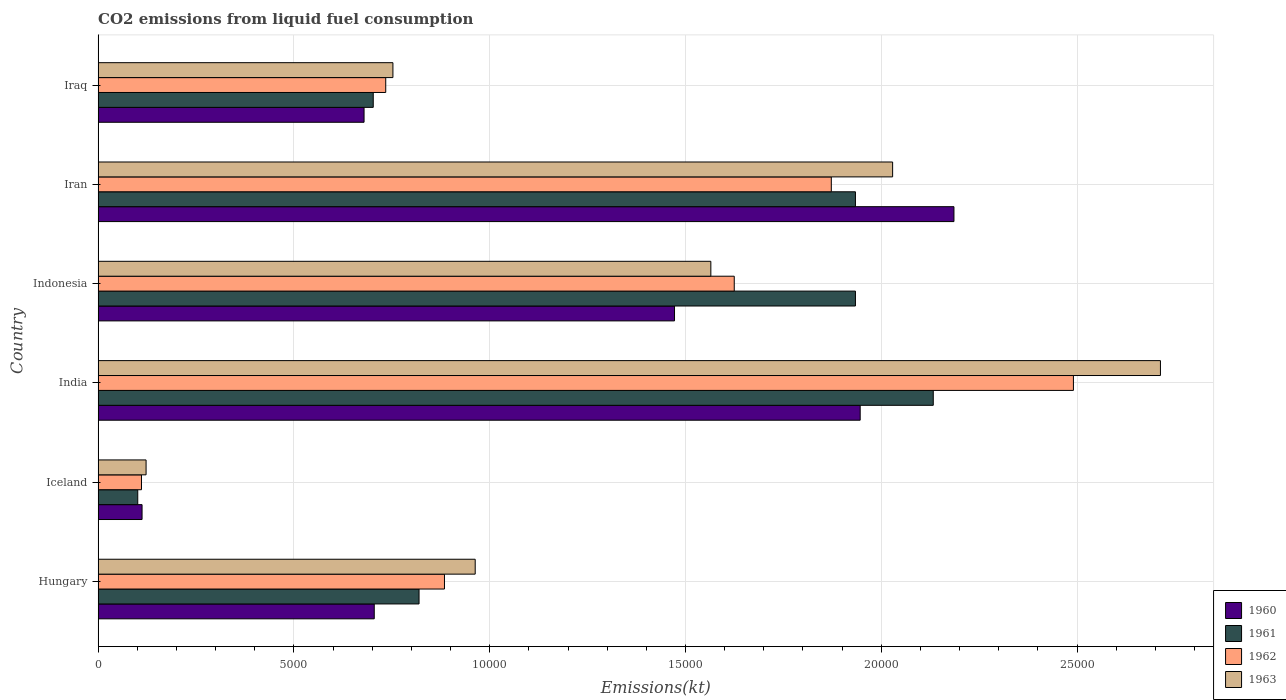 CO2 emissions from liquid fuel consumption
Iraq
Iran
Indonesia
India
Iceland
Hungary
Country
0
5000
10000
15000
20000
25000
Emissions(kt)
1960
1961
1962
1963